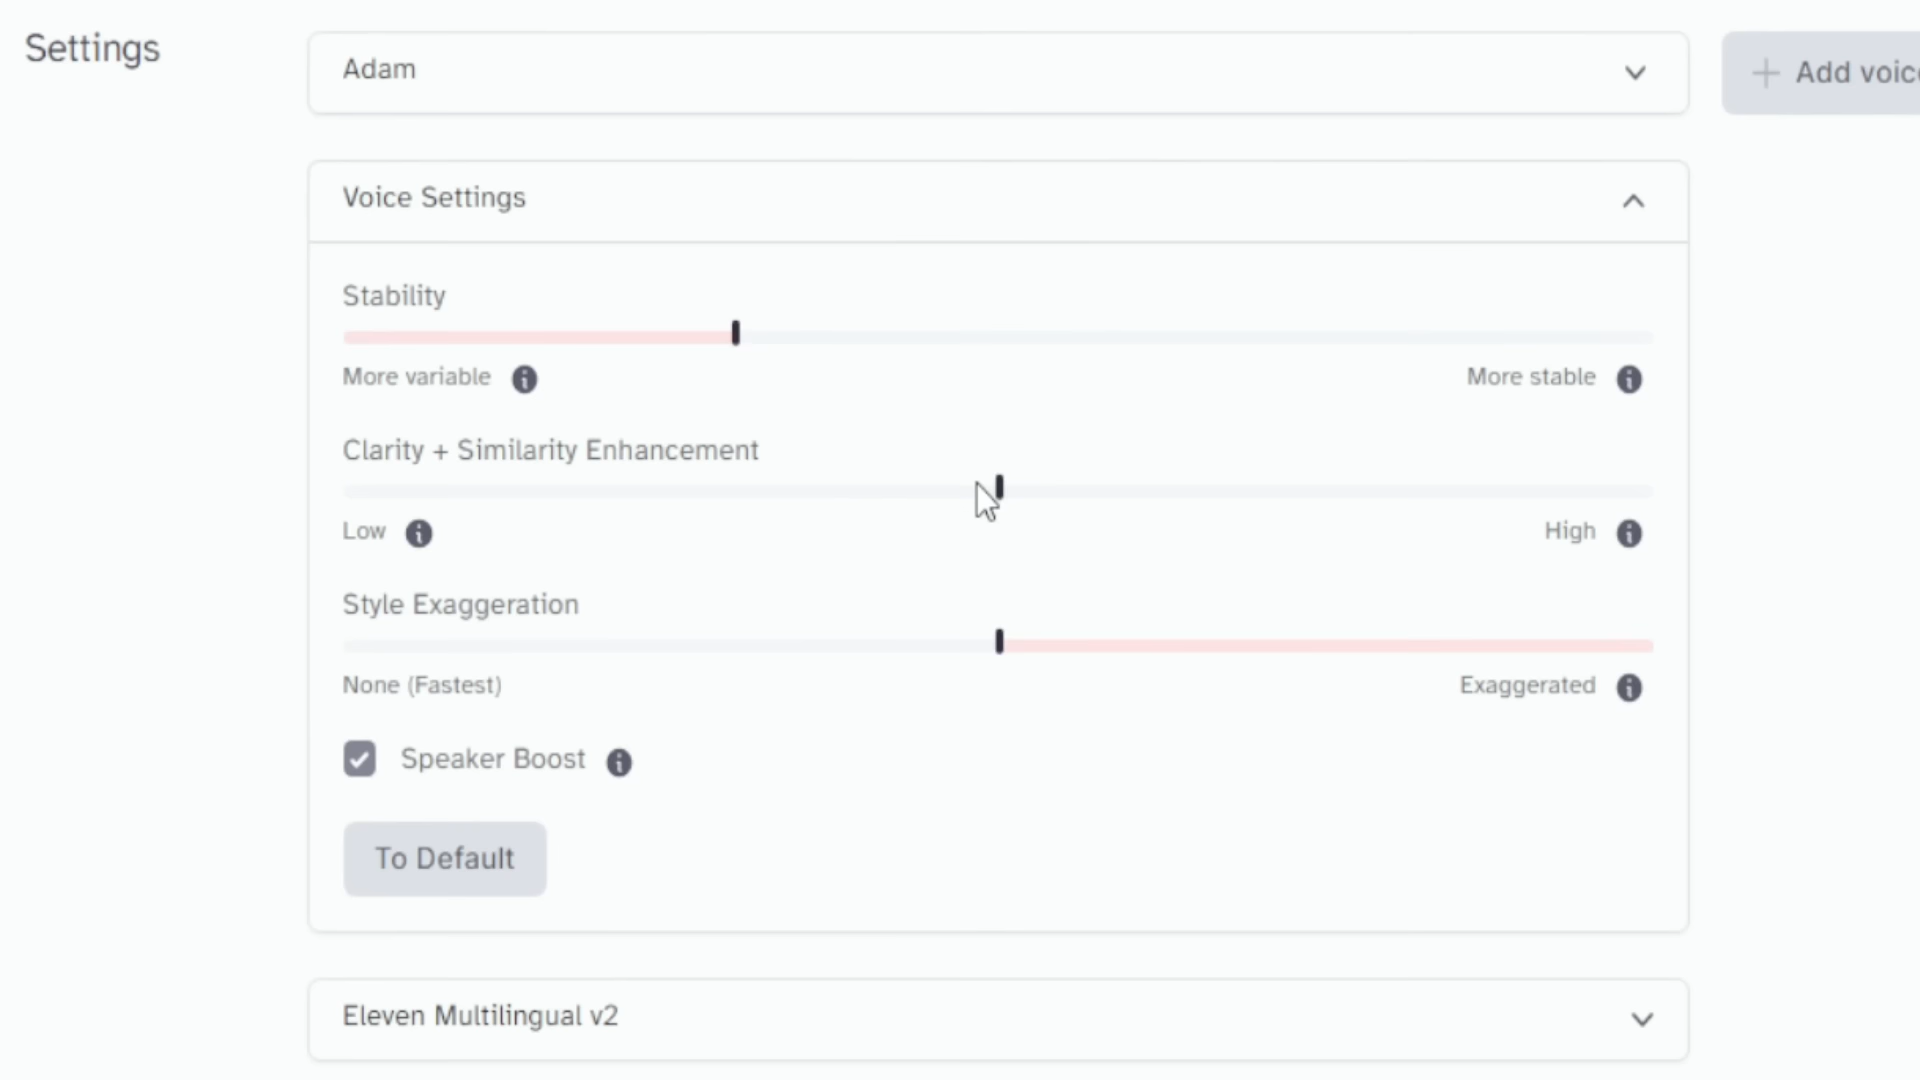 Settings
Adam
+ Add voic
Voice Settings
Stability
More variable
More stable
Clarity + Similarity Enhancement
Low
High
Style Exaggeration
None (Fastest)
Exaggerated
Speaker Boost
To Default
Eleven Multilingual v2